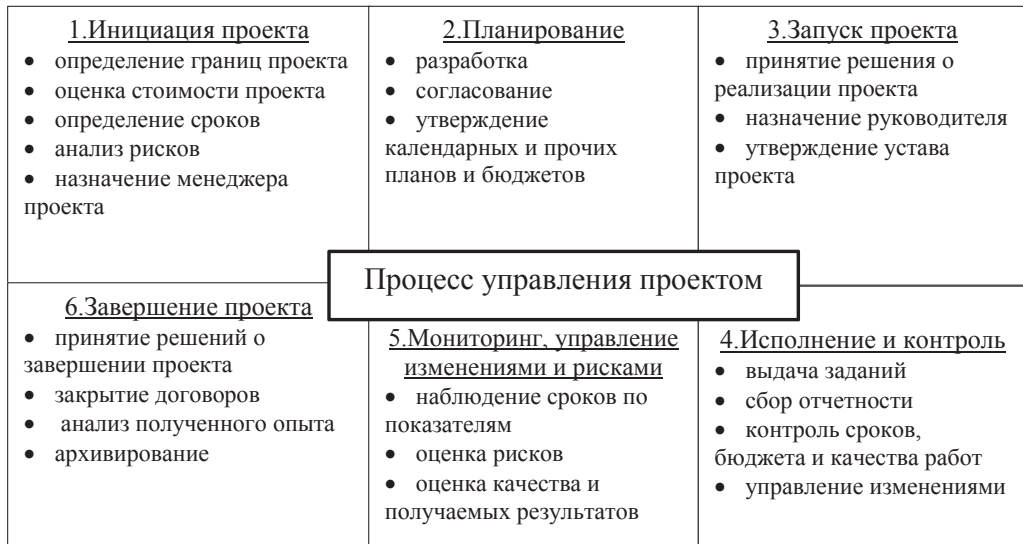 1.Инициация проекта
• определение границ проекта
• оценка стоимости проекта
• определение сроков
• анализ рисков
• назначение менеджера
проекта
2.Планирование
• разработка
• согласование
• утверждение
календарных и прочих
планов и бюджетов
3.Запуск проекта
• принятие решения о
реализации проекта
• назначение руководителя
• утверждение устава
проекта
Процесс управления проектом
6.Завершение проекта
• принятие решений о
завершении проекта
• закрытие договоров
• анализ полученного опыта
• архивирование
5.Мониторинг, управление
изменениями и рисками
• наблюдение сроков по
показателям
• оценка рисков
• оценка качества и
получаемых результатов
4.Исполнение и контроль
• выдача заданий
• сбор отчетности
• контроль сроков,
бюджета и качества работ
• управление изменениями